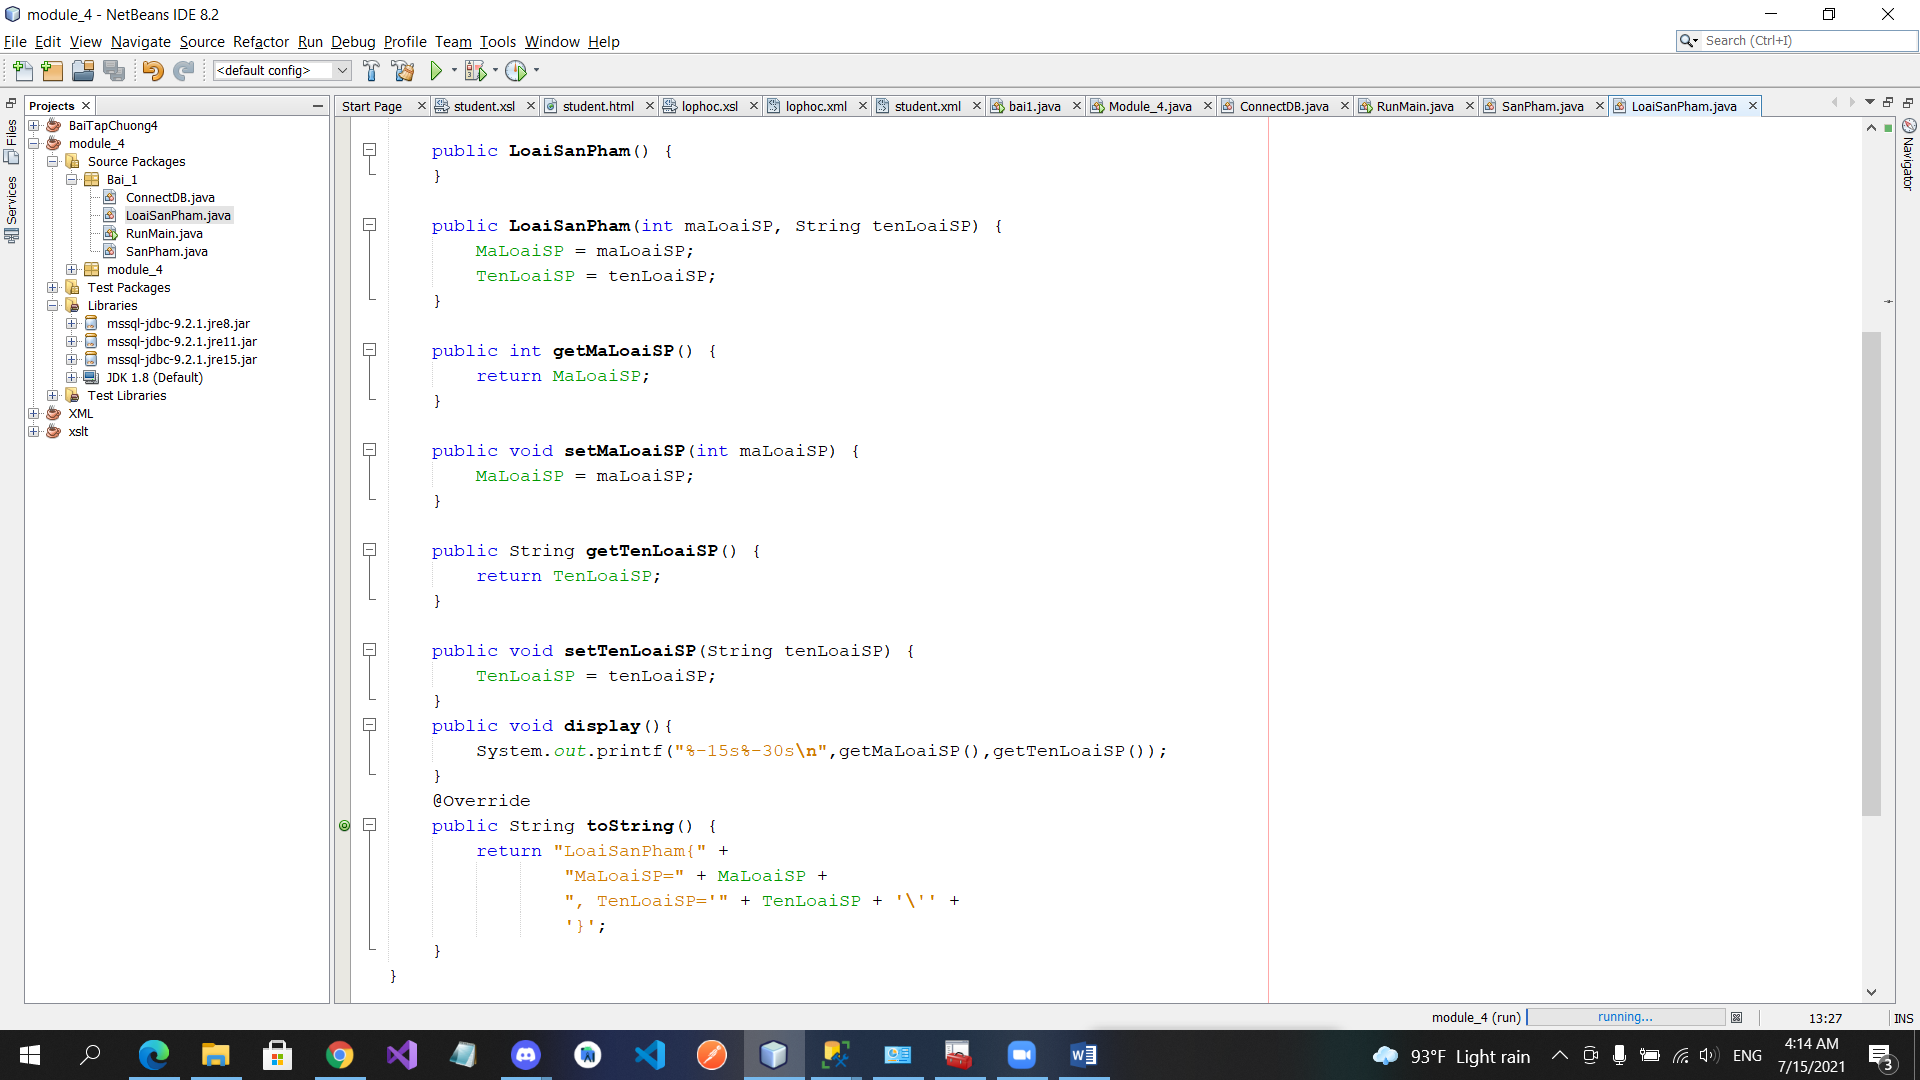 module_4 - NetBeans IDE 8.2
File Edit View Navigate Source Refactor Run Debug Profile Team Tools Window Help
Search (Ctrl+I)
<default config>
Files
Services
Projects
BaiTapChuong4
module_4
Source Packages
Bai_1
ConnectDB.java
LoaiSanPham.java
RunMain.java
SanPham.java
module_4
Test Packages
Libraries
mssql-jdbc-9.2.1.jre8.jar
mssql-jdbc-9.2.1.jre11.jar
mssql-jdbc-9.2.1.jre15.jar
JDK 1.8 (Default)
Test Libraries
XML
xslt
Start Page student.xsl student.html lophoc.xsl lophoc.xml student.xml bai1.java Module_4.java ConnectDB.java RunMain.java SanPham.java LoaiSanPham.java
public LoaiSanPham() {
}
public LoaiSanPham(int maLoaiSP, String tenLoaiSP) {
MaLoaiSP = maLoaiSP;
TenLoaiSP = tenLoaiSP;
}
public int getMaLoaiSP() {
return MaLoaiSP;
}
public void setMaLoaiSP(int maLoaiSP) {
MaLoaiSP = maLoaiSP;
}
public String getTenLoaiSP() {
return TenLoaiSP;
}
public void setTenLoaiSP(String tenLoaiSP) {
TenLoaiSP = tenLoaiSP;
}
public void display(){
System.out.printf("%-15s%-30s\n",getMaLoaiSP(),getTenLoaiSP());
}
@Override
public String toString() {
return "LoaiSanPham{" +
"MaLoaiSP=" + MaLoaiSP +
", TenLoaiSP='" + TenLoaiSP + '\'' +
'}';
}
}
Navigator
module_4 (run) running...
13:27
INS
93°F Light rain
ENG
4:14 AM
7/15/2021
3